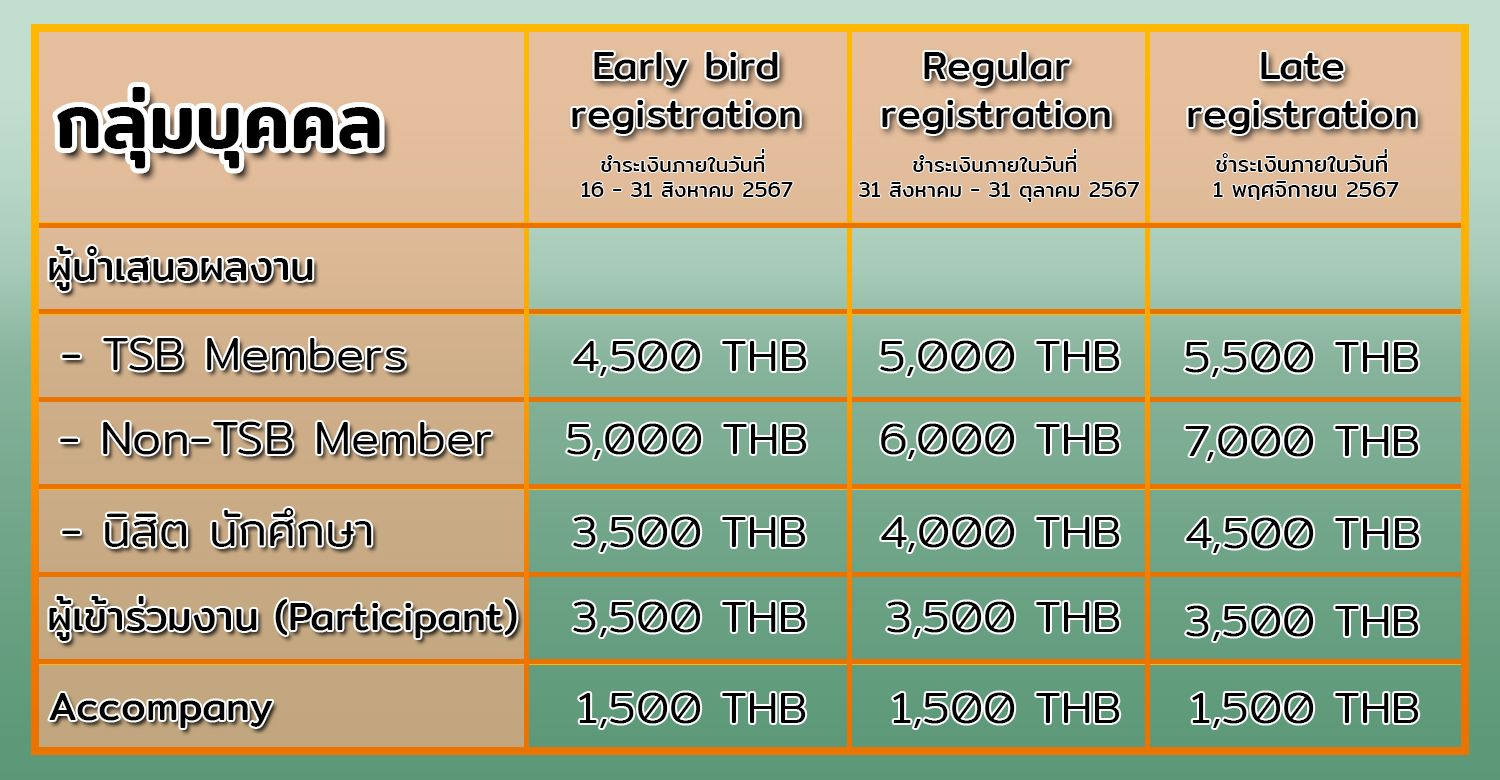 กลุ่มบุคคล
Early bird
registration
ชำระเงินภายในวันที่
16 - 31 สิงหาคม 2567
Regular
registration
ชำระเงินภายในวันที่
31 สิงหาคม - 31 ตุลาคม 2567
Late
registration
ชำระเงินภายในวันที่
1 พฤศจิกายน 2567
ผู้นำเสนอผลงาน
- TSB Members 4,500 THB 5,000 THB 5,500 THB
- Non-TSB Member 5,000 THB 6,000 THB 7,000 THB
- นิสิต นักศึกษา 3,500 THB 4,000 THB 4,500 THB
ผู้เข้าร่วมงาน (Participant) 3,500 THB 3,500 THB 3,500 THB
Accompany 1,500 THB 1,500 THB 1,500 THB